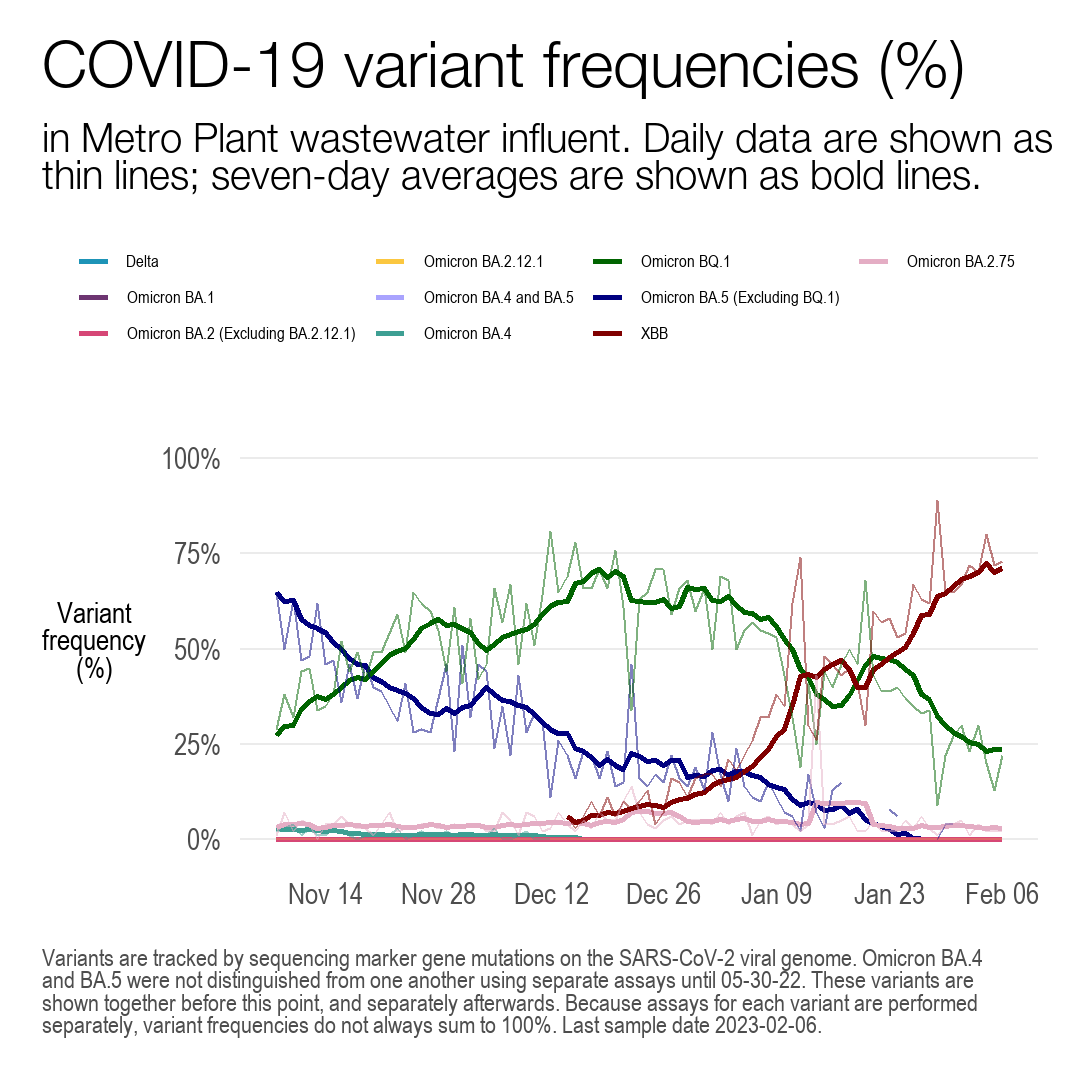 COVID-19 variant frequencies (%)
in Metro Plant wastewater influent. Daily data are shown as
thin lines; seven-day averages are shown as bold lines.
Delta
Omicron BA.2.12.1
Omicron BQ.1
Omicron BA.2.75
Omicron BA.1
Omicron BA.4 and BA.5
Omicron BA.5 (Excluding BQ.1)
Omicron BA.2 (Excluding BA.2.12.1)
Omicron BA.4
XBB
100%
75%
50%
25%
0%
Variant
frequency
(%)
Nov 14
Nov 28
Dec 12
Dec 26
Jan 09
Jan 23
Feb 06
Variants are tracked by sequencing marker gene mutations on the SARS-CoV-2 viral genome. Omicron BA.4
and BA.5 were not distinguished from one another using separate assays until 05-30-22. These variants are
shown together before this point, and separately afterwards. Because assays for each variant are performed
separately, variant frequencies do not always sum to 100%. Last sample date 2023-02-06.